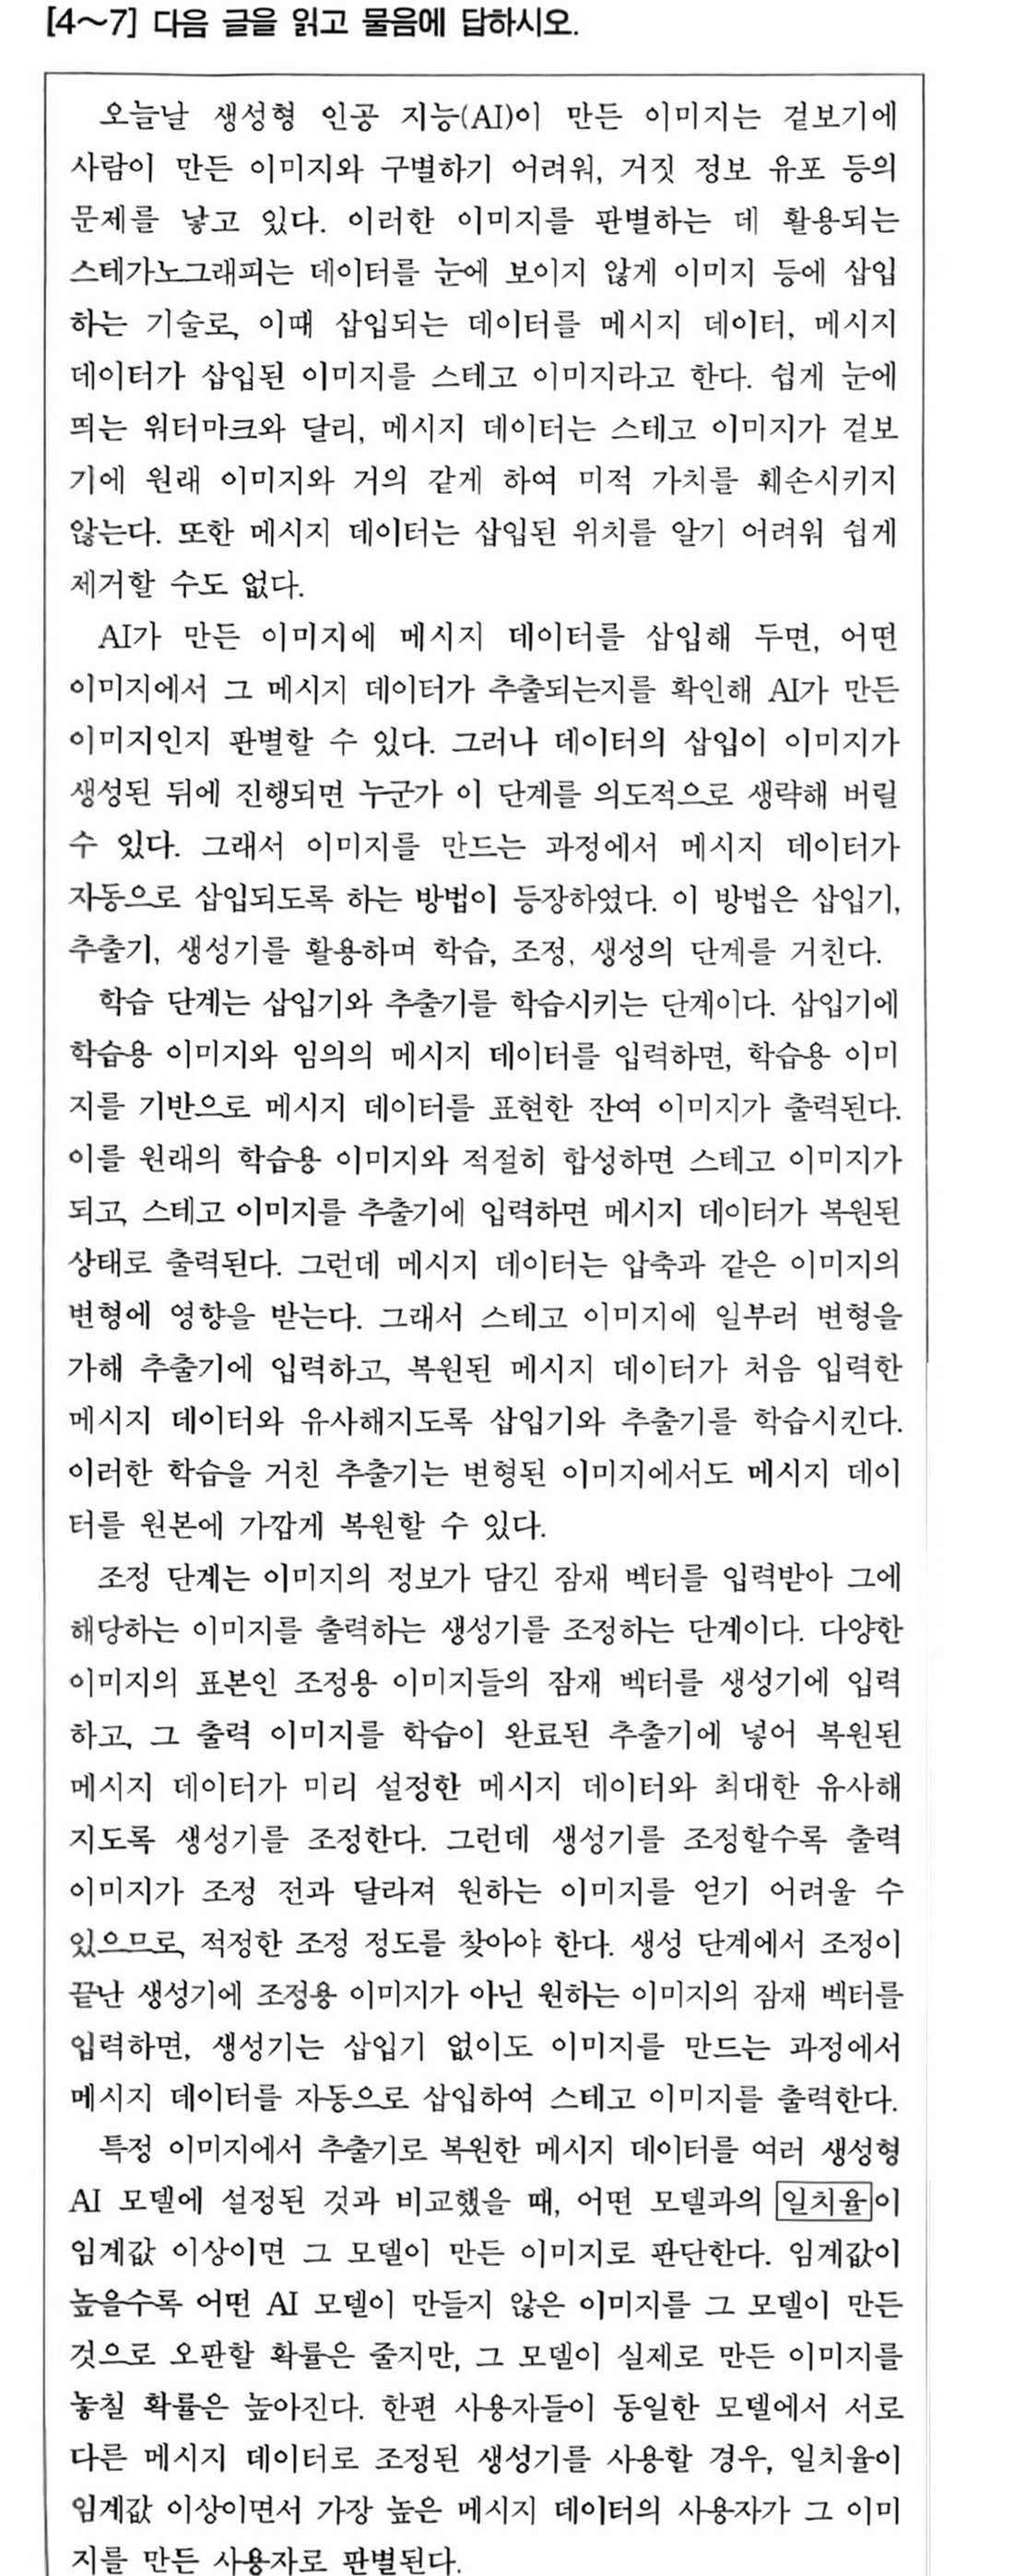 [4～7] 다음 글을 읽고 물음에 답하시오.
오늘날 생성형 인공 지능(AI)이 만든 이미지는 겉보기에
사람이 만든 이미지와 구별하기 어려워, 거짓 정보 유포 등의
문제를 낳고 있다. 이러한 이미지를 판별하는 데 활용되는
스테가노그래피는 데이터를 눈에 보이지 않게 이미지 등에 삽입
하는 기술로, 이때 삽입되는 데이터를 메시지 데이터, 메시지
데이터가 삽입된 이미지를 스테고 이미지라고 한다. 쉽게 눈에
띄는 워터마크와 달리, 메시지 데이터는 스테고 이미지가 겉보
기에 원래 이미지와 거의 같게 하여 미적 가치를 훼손시키지
않는다. 또한 메시지 데이터는 삽입된 위치를 알기 어려워 쉽게
제거할 수도 없다.
AI가 만든 이미지에 메시지 데이터를 삽입해 두면, 어떤
이미지에서 그 메시지 데이터가 추출되는지를 확인해 AI가 만든
이미지인지 판별할 수 있다. 그러나 데이터의 삽입이 이미지가
생성된 뒤에 진행되면 누군가 이 단계를 의도적으로 생략해 버릴
수 있다. 그래서 이미지를 만드는 과정에서 메시지 데이터가
자동으로 삽입되도록 하는 방법이 등장하였다. 이 방법은 삽입기,
추출기, 생성기를 활용하며 학습, 조정, 생성의 단계를 거친다.
학습 단계는 삽입기와 추출기를 학습시키는 단계이다. 삽입기에
학습용 이미지와 임의의 메시지 데이터를 입력하면, 학습용 이미
지를 기반으로 메시지 데이터를 표현한 잔여 이미지가 출력된다.
이를 원래의 학습용 이미지와 적절히 합성하면 스테고 이미지가
되고, 스테고 이미지를 추출기에 입력하면 메시지 데이터가 복원된
상태로 출력된다. 그런데 메시지 데이터는 압축과 같은 이미지의
변형에 영향을 받는다. 그래서 스테고 이미지에 일부러 변형을
가해 추출기에 입력하고, 복원된 메시지 데이터가 처음 입력한
메시지 데이터와 유사해지도록 삽입기와 추출기를 학습시킨다.
이러한 학습을 거친 추출기는 변형된 이미지에서도 메시지 데이
터를 원본에 가깝게 복원할 수 있다.
조정 단계는 이미지의 정보가 담긴 잠재 벡터를 입력받아 그에
해당하는 이미지를 출력하는 생성기를 조정하는 단계이다. 다양한
이미지의 표본인 조정용 이미지들의 잠재 벡터를 생성기에 입력
하고, 그 출력 이미지를 학습이 완료된 추출기에 넣어 복원된
메시지 데이터가 미리 설정한 메시지 데이터와 최대한 유사해
지도록 생성기를 조정한다. 그런데 생성기를 조정할수록 출력
이미지가 조정 전과 달라져 원하는 이미지를 얻기 어려울 수
있으므로, 적정한 조정 정도를 찾아야 한다. 생성 단계에서 조정이
끝난 생성기에 조정용 이미지가 아닌 원하는 이미지의 잠재 벡터를
입력하면, 생성기는 삽입기 없이도 이미지를 만드는 과정에서
메시지 데이터를 자동으로 삽입하여 스테고 이미지를 출력한다.
특정 이미지에서 추출기로 복원한 메시지 데이터를 여러 생성형
AI 모델에 설정된 것과 비교했을 때, 어떤 모델과의 일치율이
임계값 이상이면 그 모델이 만든 이미지로 판단한다. 임계값이
높을수록 어떤 AI 모델이 만들지 않은 이미지를 그 모델이 만든
것으로 오판할 확률은 줄지만, 그 모델이 실제로 만든 이미지를
놓칠 확률은 높아진다. 한편 사용자들이 동일한 모델에서 서로
다른 메시지 데이터로 조정된 생성기를 사용할 경우, 일치율이
임계값 이상이면서 가장 높은 메시지 데이터의 사용자가 그 이미
지를 만든 사용자로 판별된다.